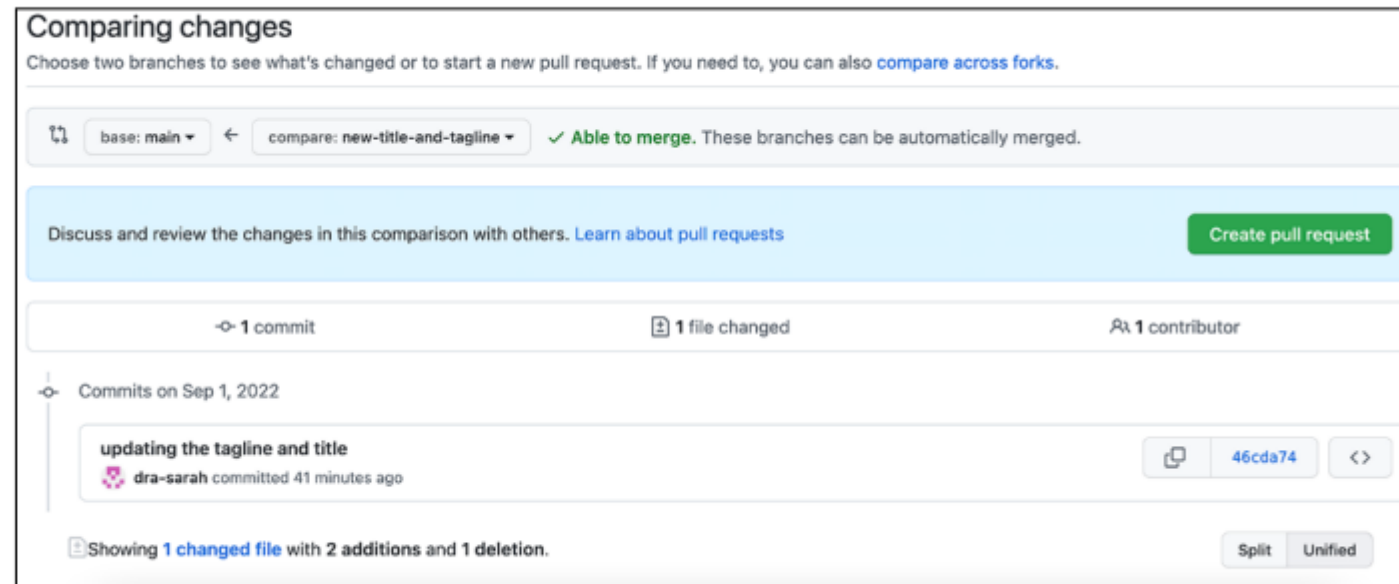 Comparing changes
Choose two branches to see what's changed or to start a new pull request. If you need to, you can also compare across forks.
base: main compare: new-title-and-tagline Able to merge. These branches can be automatically merged.
Discuss and review the changes in this comparison with others. Learn about pull requests Create pull request
1 commit 1 file changed 1 contributor
Commits on Sep 1, 2022
updating the tagline and title
46cda74
dra-sarah committed 41 minutes ago
Showing 1 changed file with 2 additions and 1 deletion. Split Unified